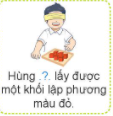 Hùng .?. lấy được
một khối lập phương
màu đỏ.